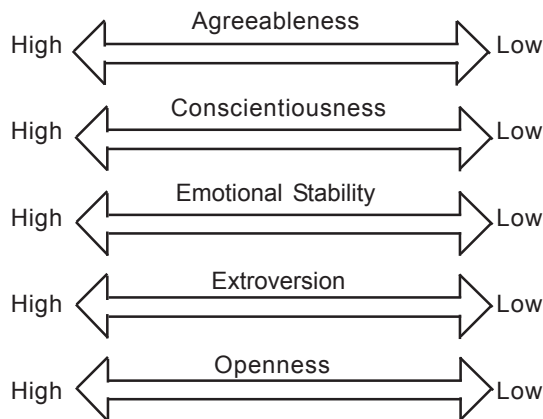 Agreeableness
High Low
Conscientiousness
High Low
Emotional Stability
High Low
Extroversion
High Low
Openness
High Low